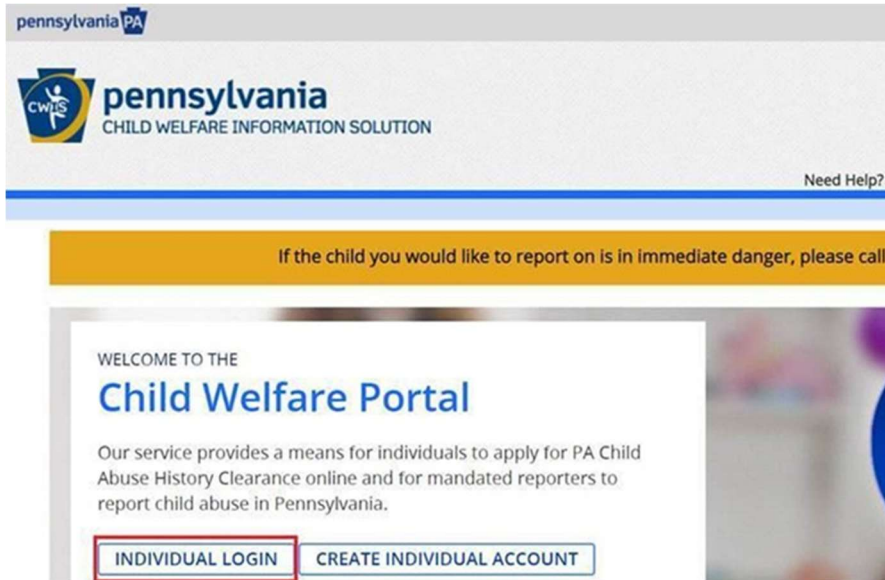 pennsylvania PA
CWIS
pennsylvania
CHILD WELFARE INFORMATION SOLUTION
Need Help?
If the child you would like to report on is in immediate danger, please call
WELCOME TO THE
Child Welfare Portal
Our service provides a means for individuals to apply for PA Child
Abuse History Clearance online and for mandated reporters to
report child abuse in Pennsylvania.
INDIVIDUAL LOGIN CREATE INDIVIDUAL ACCOUNT